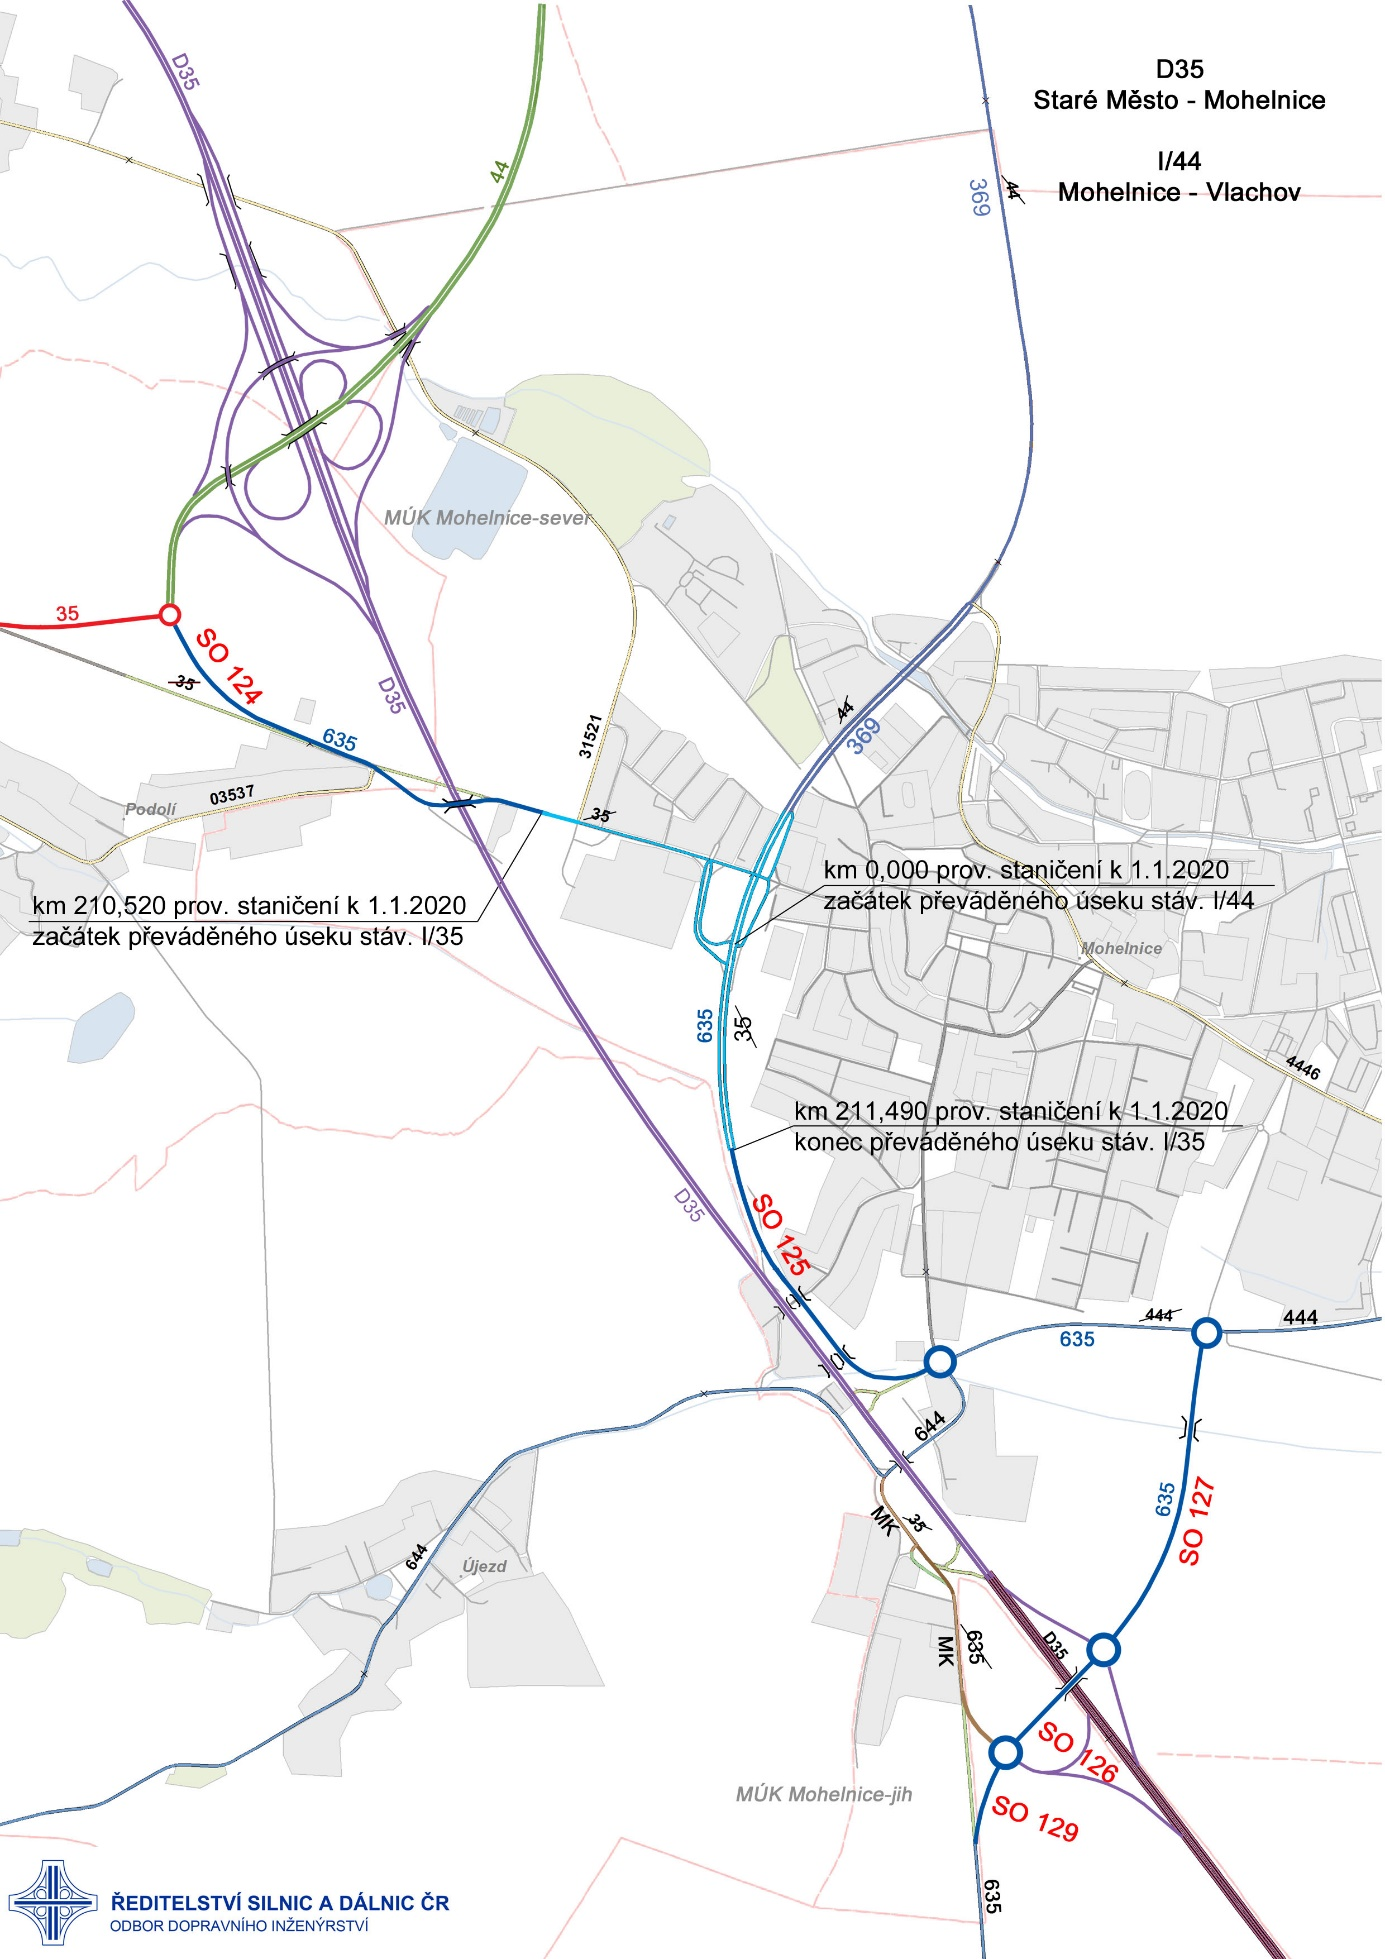 D35
Staré Město - Mohelnice
I/44
Mohelnice - Vlachov
D35
44
369
44
MÚK Mohelnice-sever
35
SO 124
35
D35
635
31521
44
369
03537
Podolí
35
km 0,000 prov. staničení k 1.1.2020
začátek převáděného úseku stáv. I/44
km 210,520 prov. staničení k 1.1.2020
začátek převáděného úseku stáv. I/35
Mohelnice
635
35
4446
km 211,490 prov. staničení k 1.1.2020
konec převáděného úseku stáv. I/35
D35
SO 125
444
444
635
644
635
SO 127
MK
35
644
Újezd
MK
635
D35
SO 126
MÚK Mohelnice-jih
SO 129
635
ŘEDITELSTVÍ SILNIC A DÁLNIC ČR
ODBOR DOPRAVNÍHO INŽENÝRSTVÍ